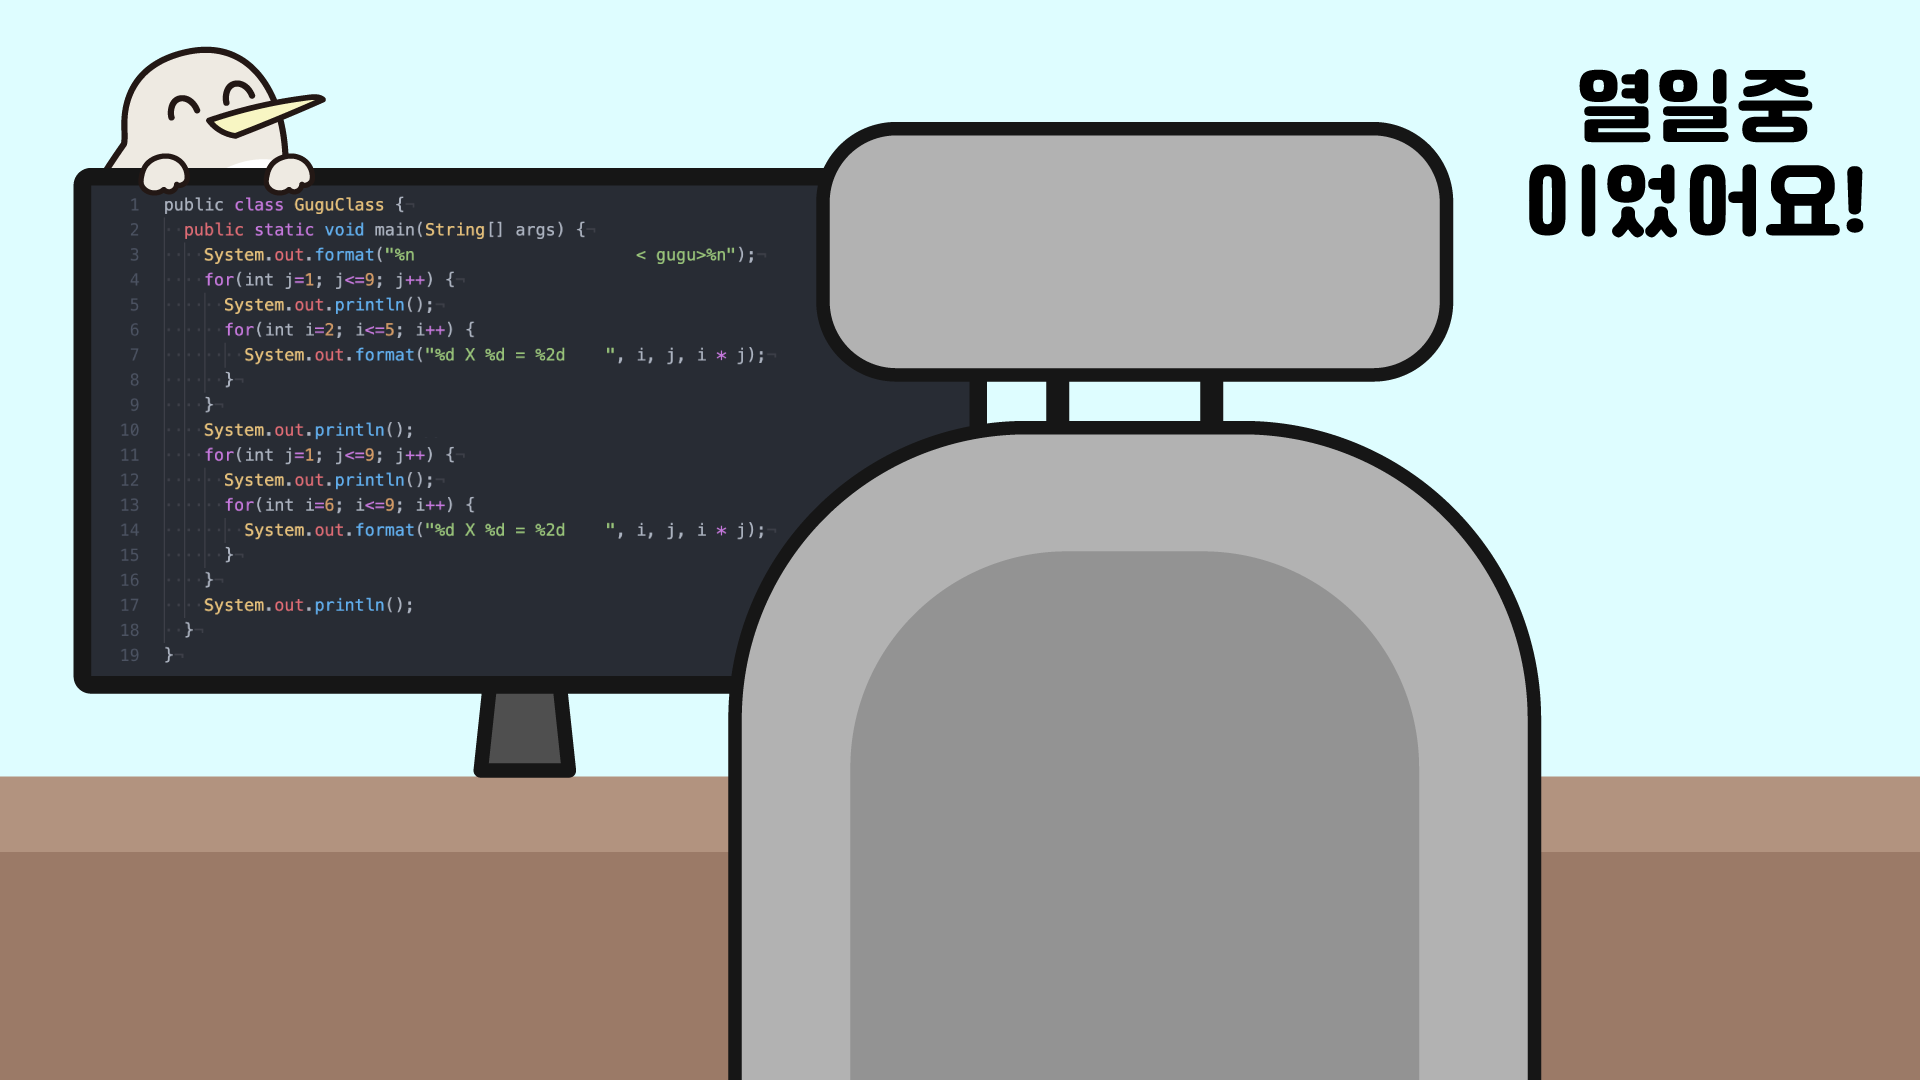 열일중
이었어요!
1 public class GuguClass {
2 public static void main(String[] args) {
3 System.out.format("%n                      < gugu>%n");
4 for(int j=1; j<=9; j++) {
5 System.out.println();
6 for(int i=2; i<=5; i++) {
7 System.out.format("%d X %d = %2d    ", i, j, i * j);
8 }
9 }
10 System.out.println();
11 for(int j=1; j<=9; j++) {
12 System.out.println();
13 for(int i=6; i<=9; i++) {
14 System.out.format("%d X %d = %2d    ", i, j, i * j);
15 }
16 }
17 System.out.println();
18 }
19 }